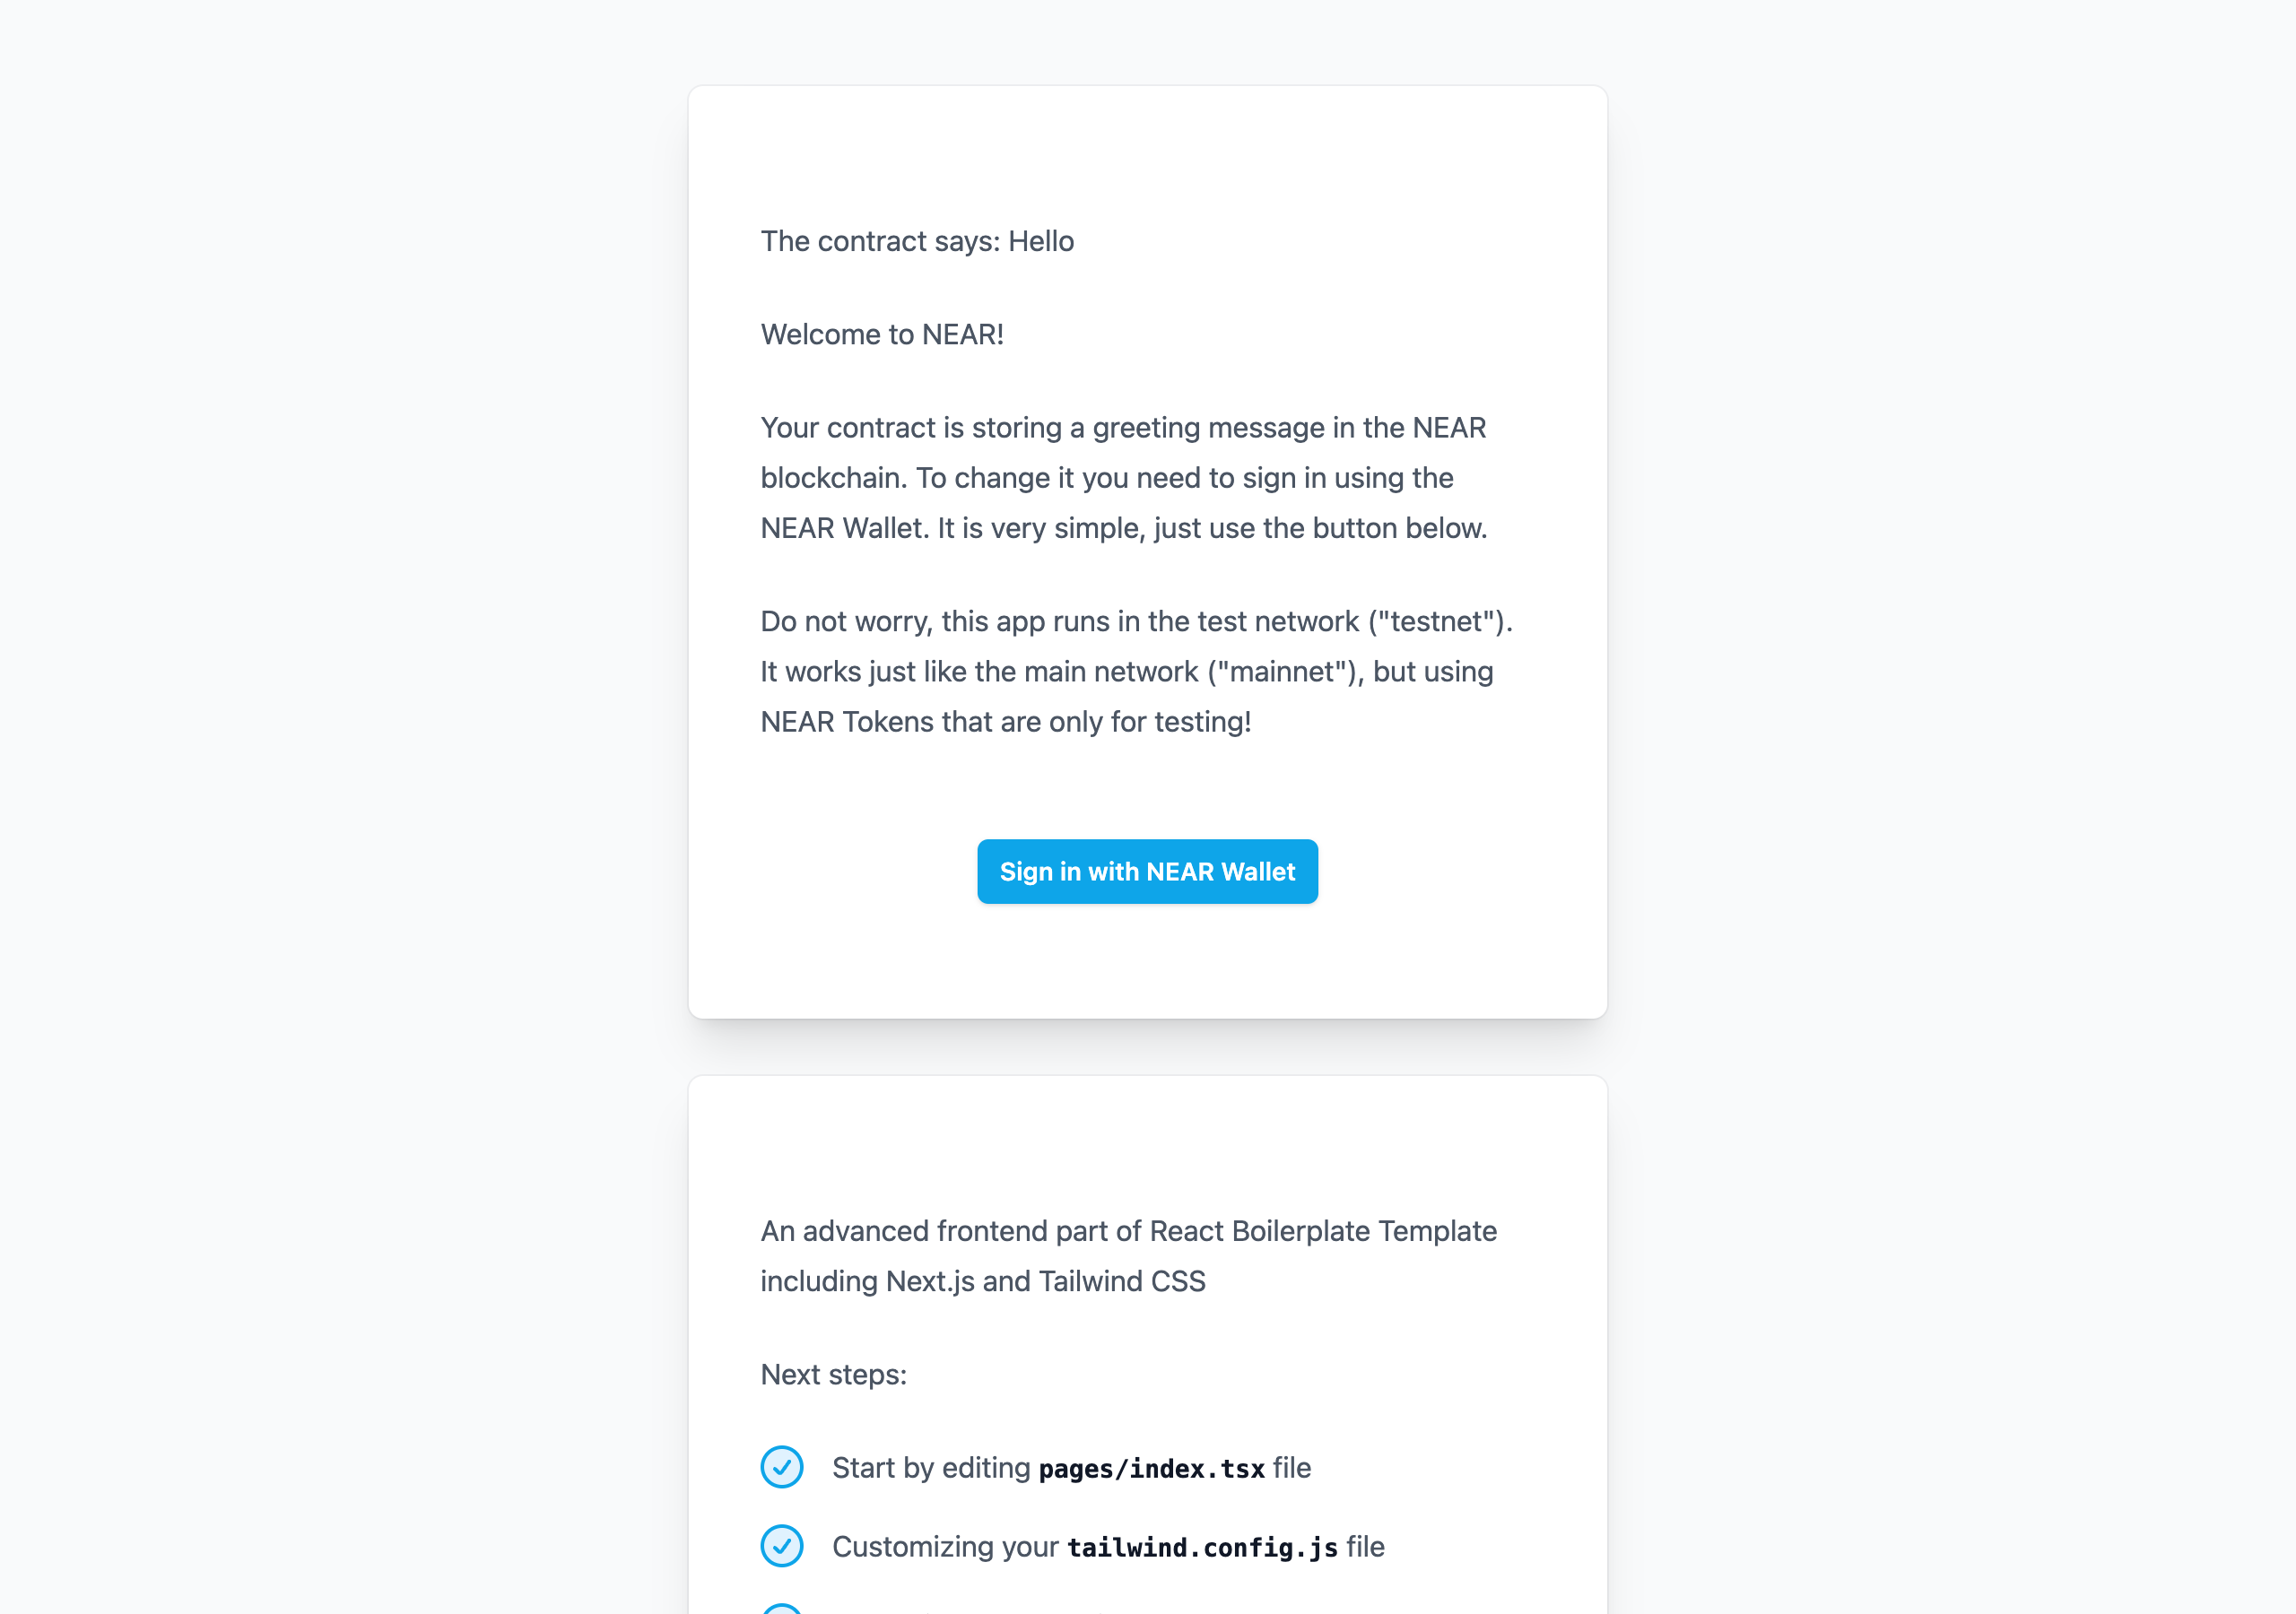 The contract says: Hello
Welcome to NEAR!
Your contract is storing a greeting message in the NEAR
blockchain. To change it you need to sign in using the
NEAR Wallet. It is very simple, just use the button below.
Do not worry, this app runs in the test network ("testnet").
It works just like the main network ("mainnet"), but using
NEAR Tokens that are only for testing!
Sign in with NEAR Wallet
An advanced frontend part of React Boilerplate Template
including Next.js and Tailwind CSS
Next steps:
Start by editing pages/index.tsx file
Customizing your tailwind.config.js file